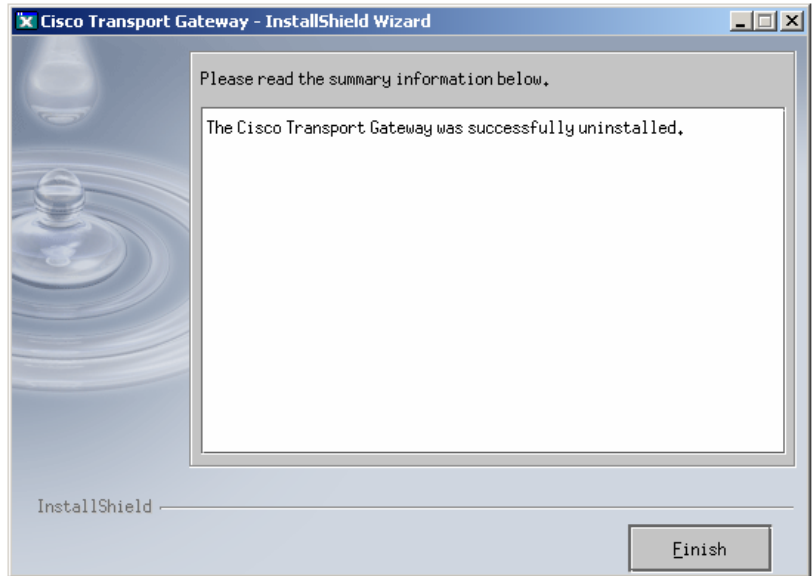 Cisco Transport Gateway - InstallShield Wizard
Please read the summary information below.
The Cisco Transport Gateway was successfully uninstalled.
InstallShield
Finish